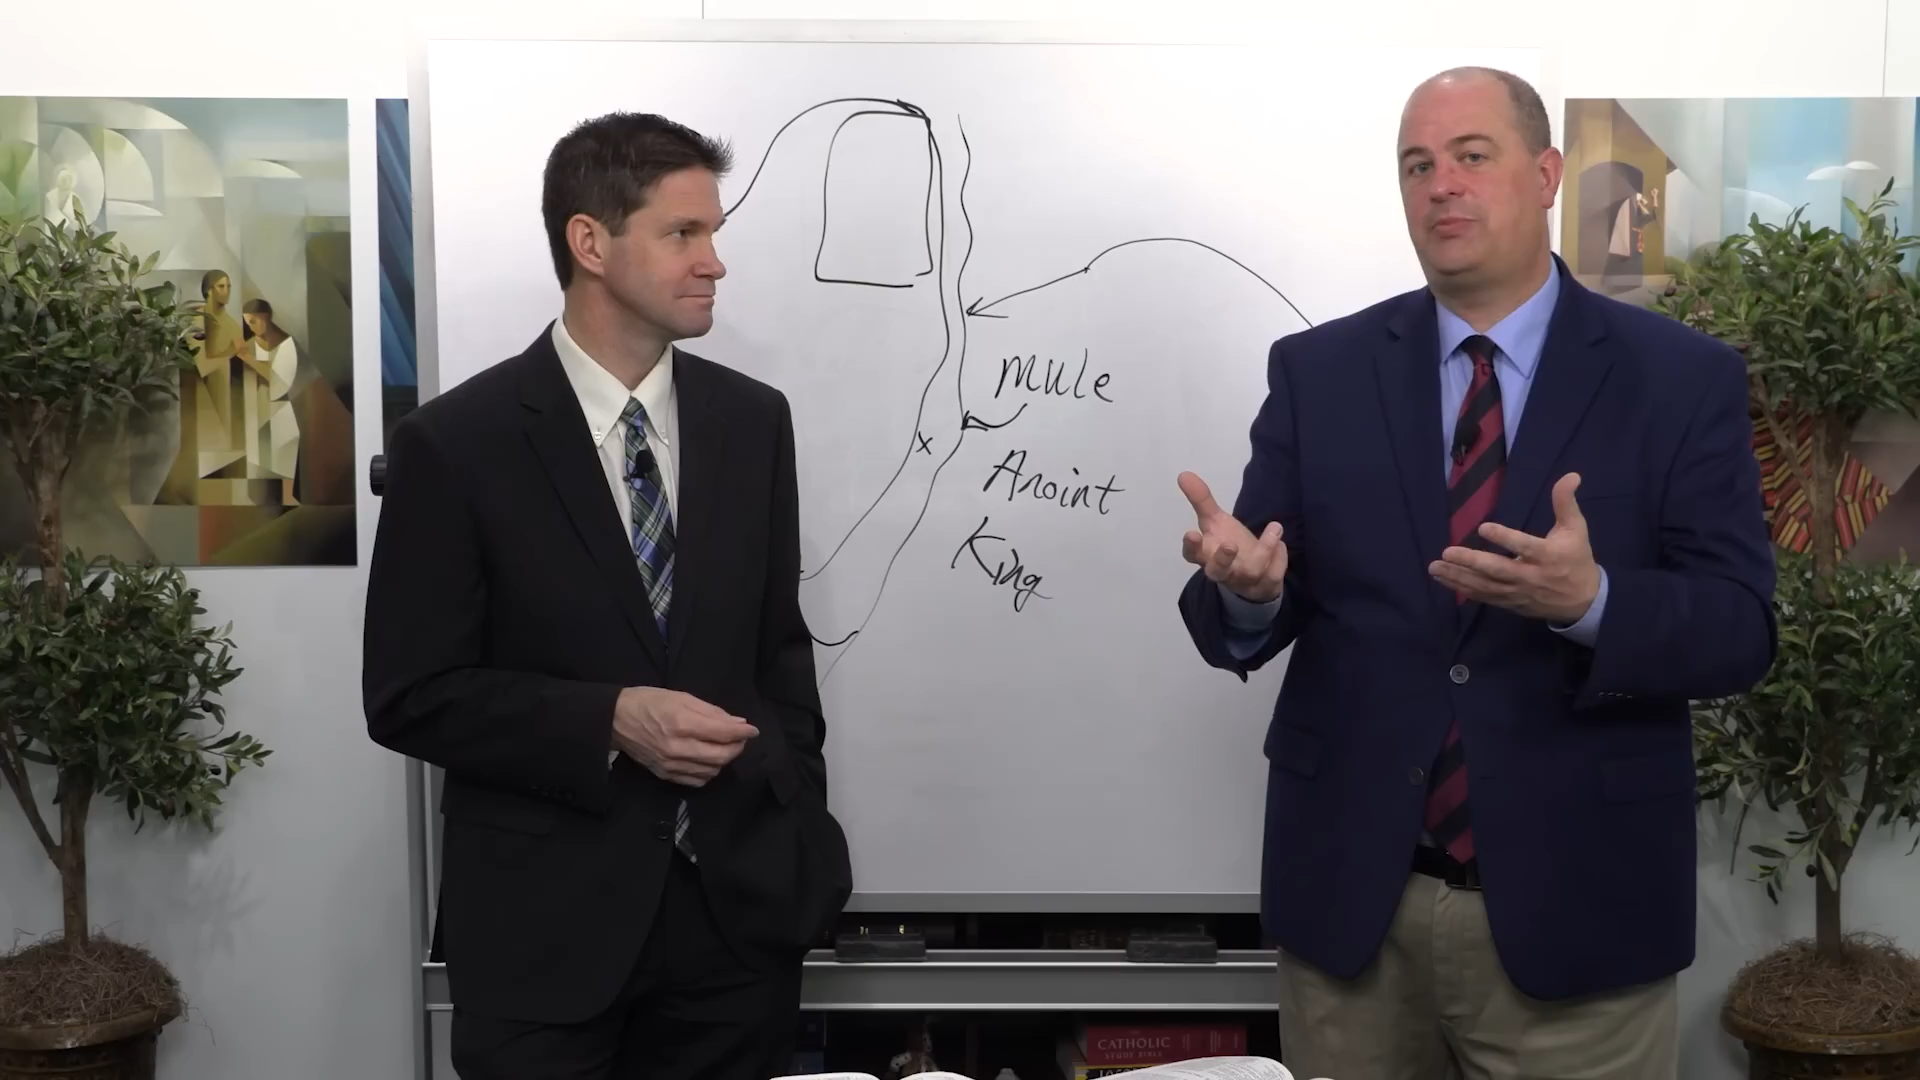 x
Mule
Anoint
King
CATHOLIC
STUDY BIBLE